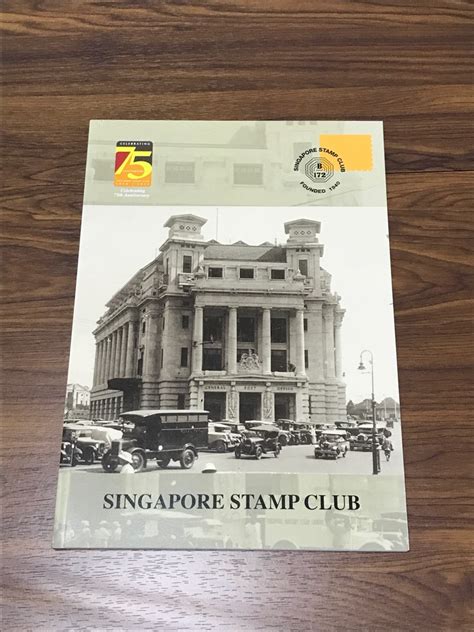 CELEBRATING
75
Celebrating
75th Anniversary
SINGAPORE STAMP CLUB
B
172
FOUNDED 1940
GENERAL POST OFFICE
SINGAPORE STAMP CLUB